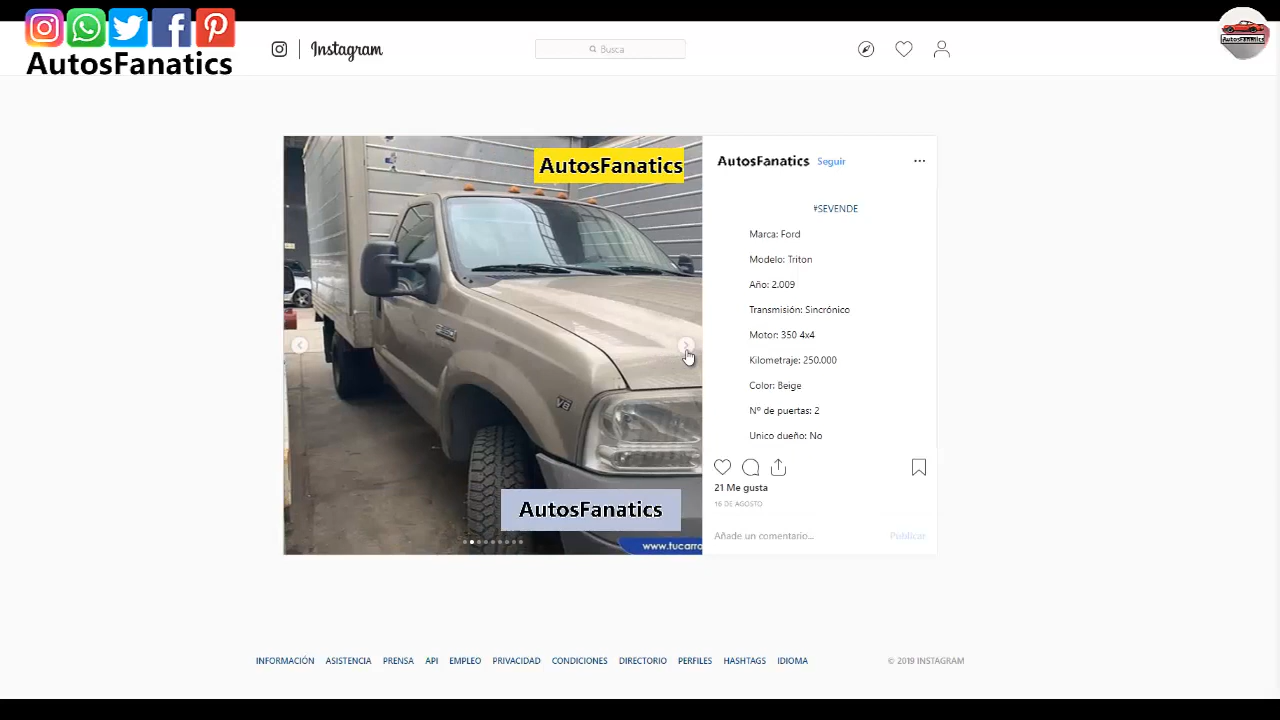 AutosFanatics
Instagram
Busca
AutosFanatics
AutosFanatics
V8
AutosFanatics
www.tucarro
AutosFanatics Seguir
#SEVENDE
Marca: Ford
Modelo: Triton
Año: 2.009
Transmisión: Sincrónico
Motor: 350 4x4
Kilometraje: 250.000
Color: Beige
Nº de puertas: 2
Unico dueño: No
21 Me gusta
16 DE AGOSTO
Añade un comentario... Publicar
INFORMACIÓN ASISTENCIA PRENSA API EMPLEO PRIVACIDAD CONDICIONES DIRECTORIO PERFILES HASHTAGS IDIOMA © 2019 INSTAGRAM